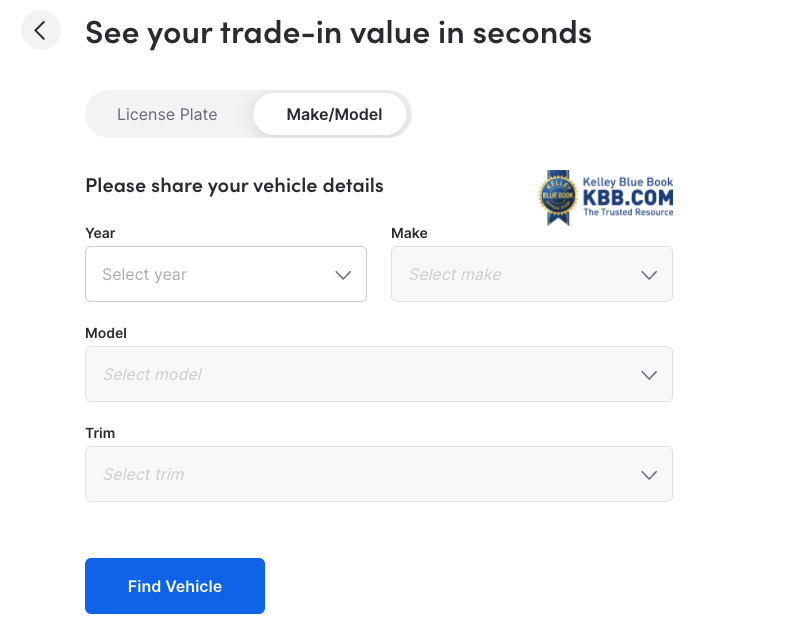 See your trade-in value in seconds
License Plate
Make/Model
Please share your vehicle details
KELLEY
BLUE BOOK
Kelley Blue Book
KBB.COM
The Trusted Resource
Year
Make
Select year
Select make
Model
Select model
Trim
Select trim
Find Vehicle